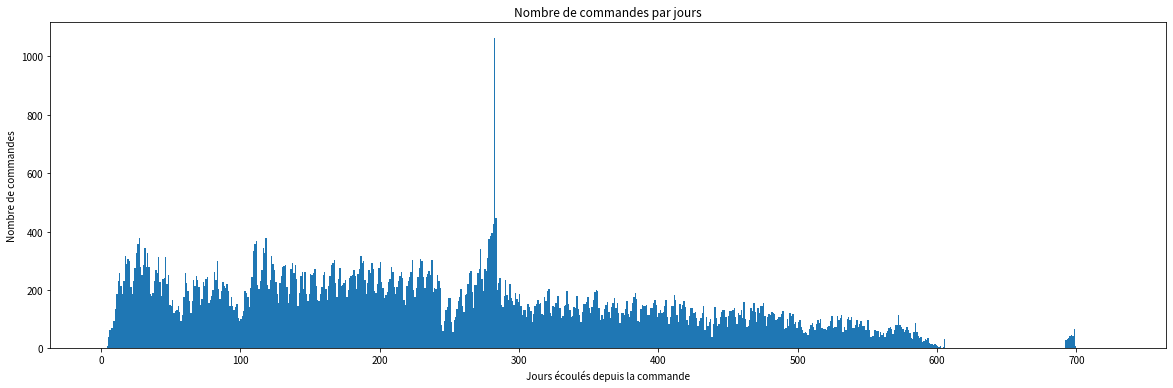 Nombre de commandes par jours
Nombre de commandes
1000
800
600
400
200
0
0 100 200 300 400 500 600 700
Jours écoulés depuis la commande